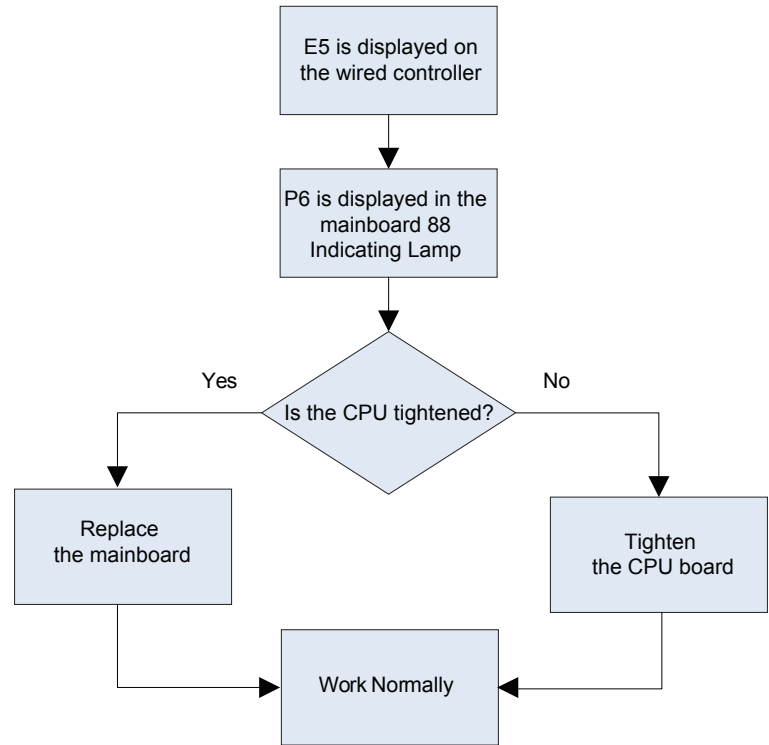 E5 is displayed on
the wired controller
P6 is displayed in the
mainboard 88
Indicating Lamp
Is the CPU tightened?
Yes
No
Replace
the mainboard
Tighten
the CPU board
Work Normally